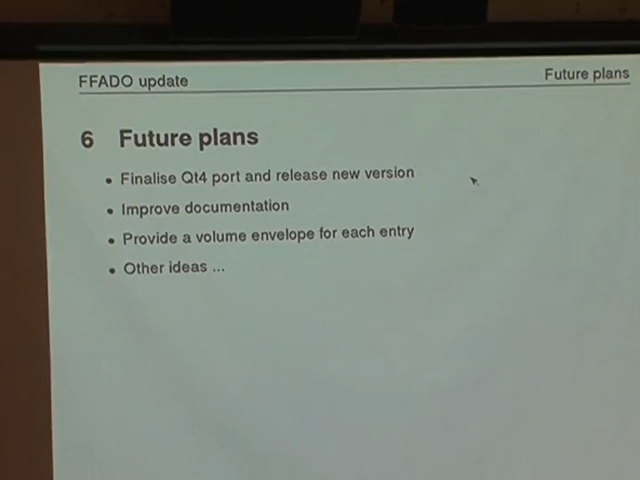 FFADO update Future plans
6 Future plans
• Finalise Qt4 port and release new version
• Improve documentation
• Provide a volume envelope for each entry
• Other ideas ...